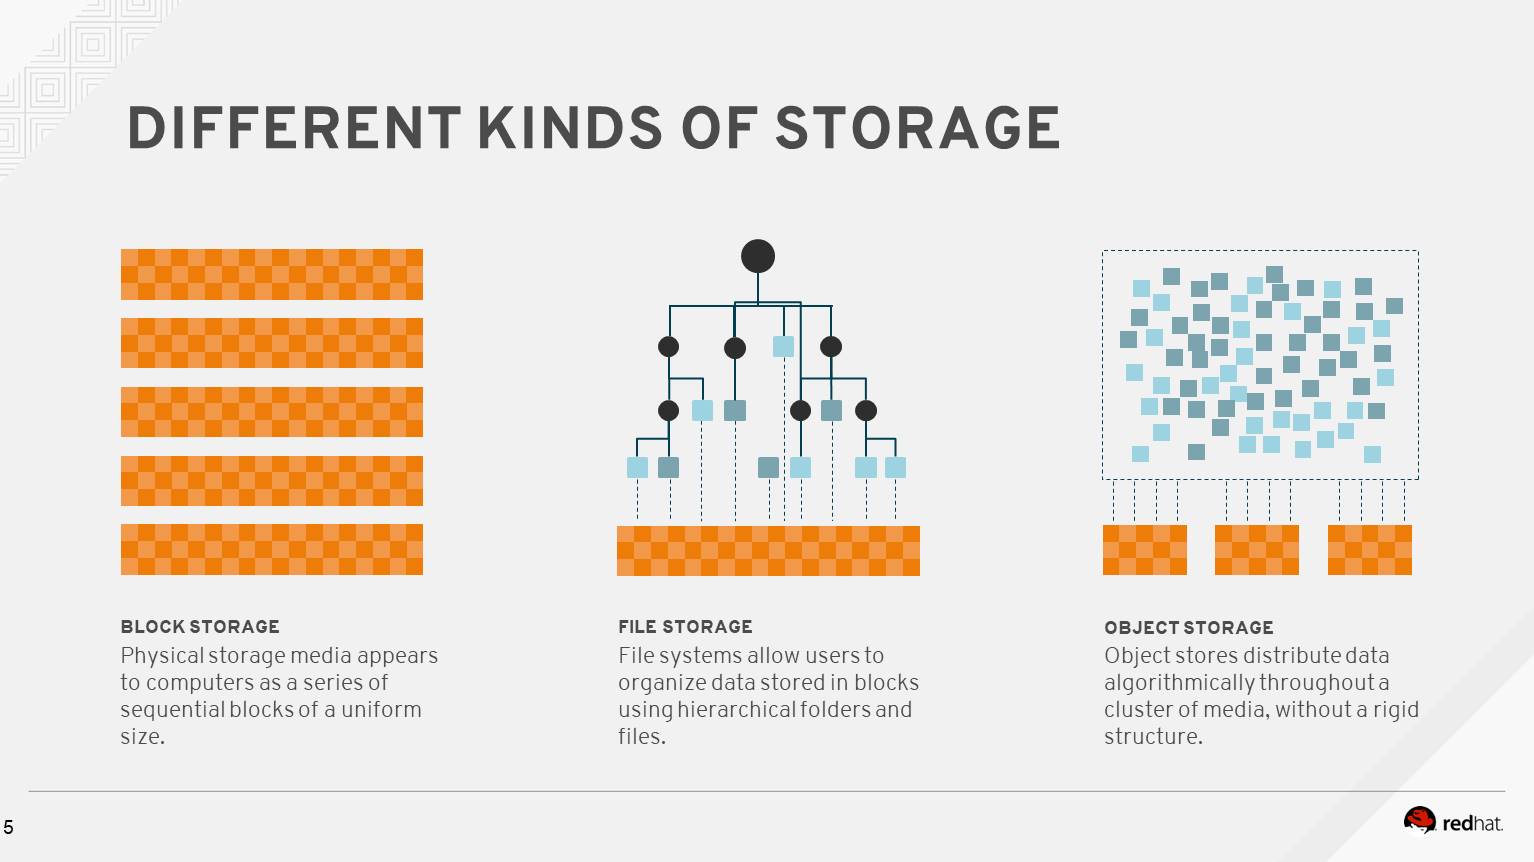 DIFFERENT KINDS OF STORAGE
BLOCK STORAGE
Physical storage media appears
to computers as a series of
sequential blocks of a uniform
size.
FILE STORAGE
File systems allow users to
organize data stored in blocks
using hierarchical folders and
files.
OBJECT STORAGE
Object stores distribute data
algorithmically throughout a
cluster of media, without a rigid
structure.
5
redhat.